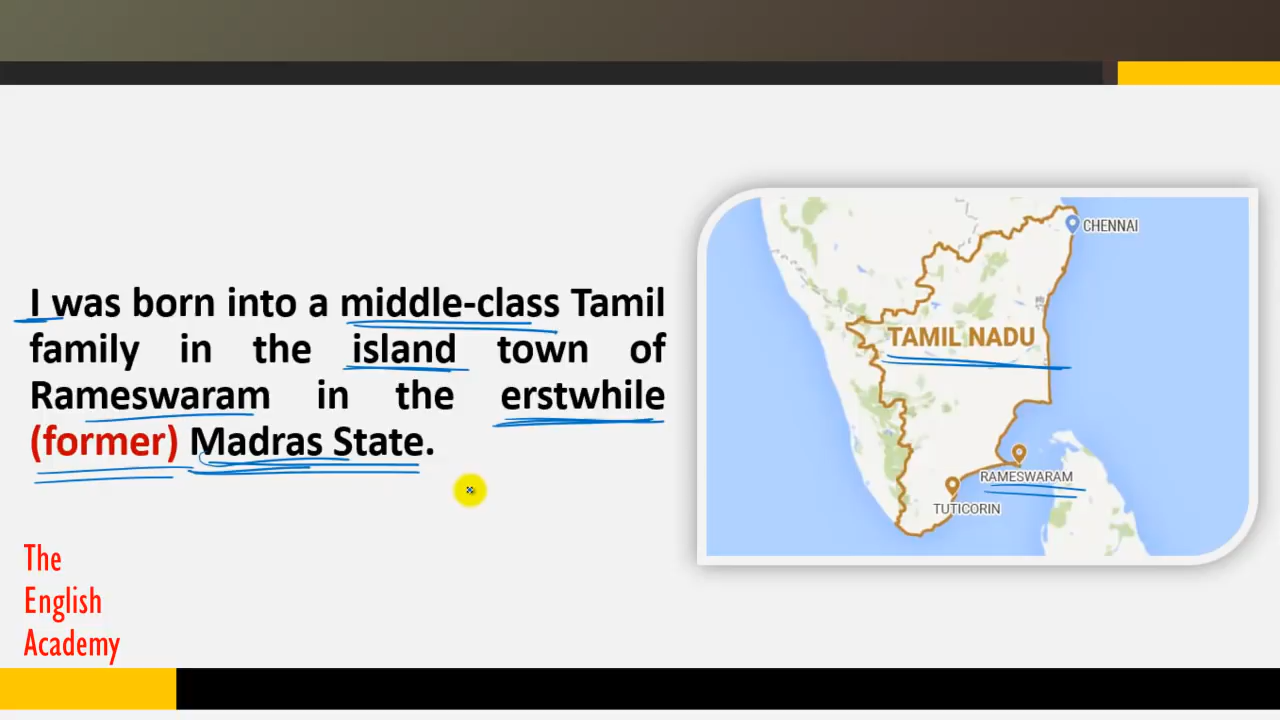 I was born into a middle-class Tamil
family in the island town of
Rameswaram in the erstwhile
(former) Madras State.
CHENNAI
TAMIL NADU
RAMESWARAM
TUTICORIN
The
English
Academy